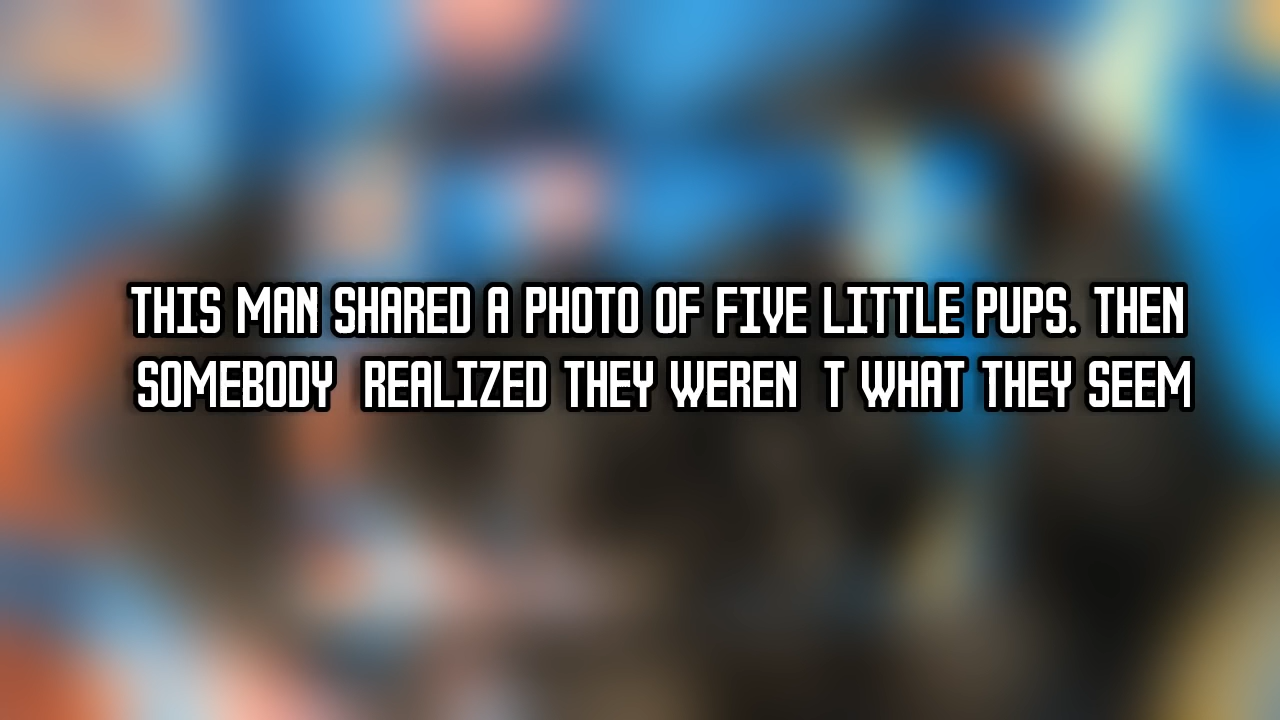 THIS MAN SHARED A PHOTO OF FIVE LITTLE PUPS. THEN
SOMEBODY  REALIZED THEY WEREN  T WHAT THEY SEEM